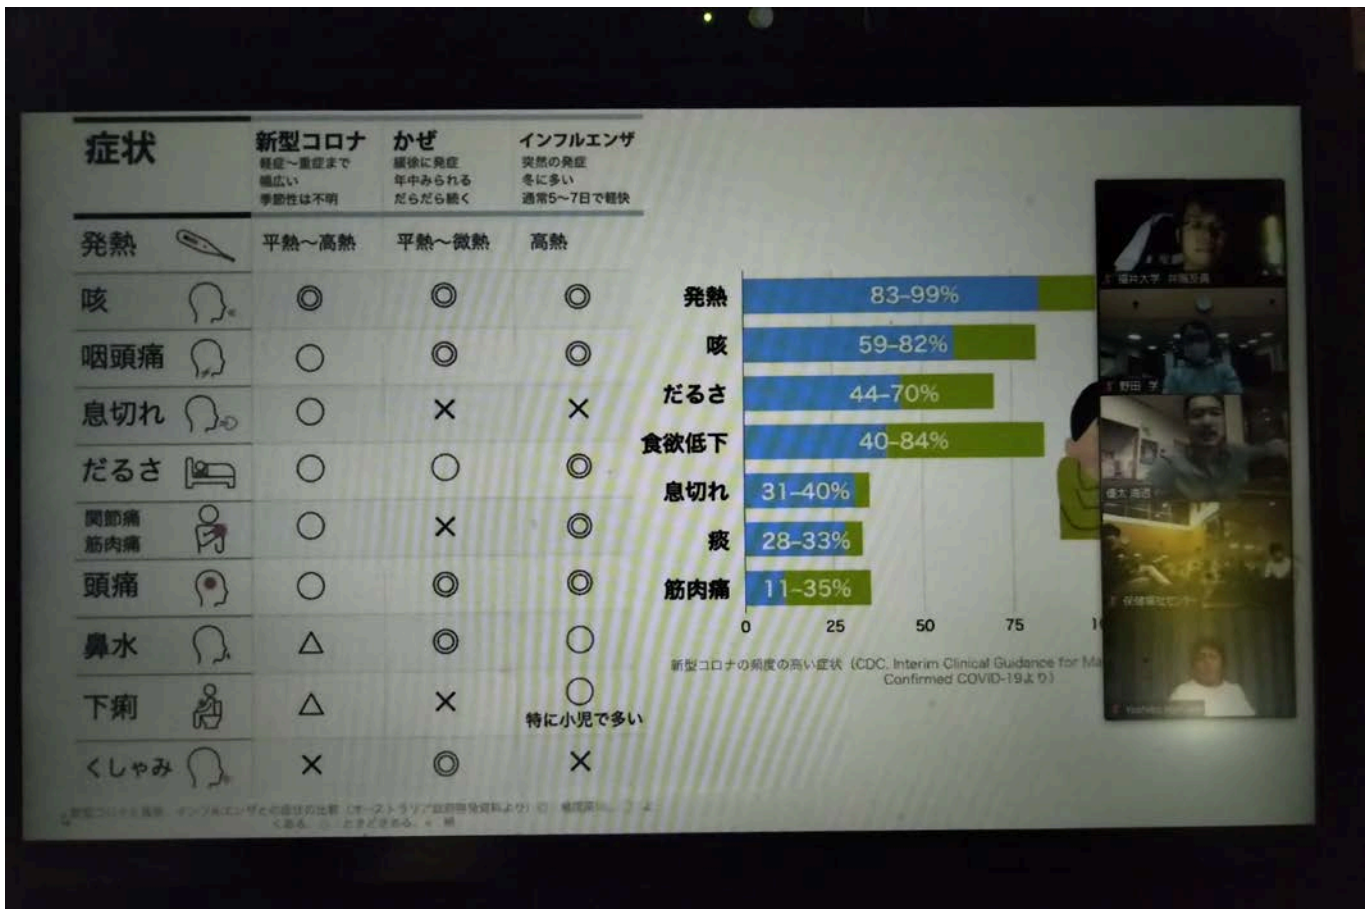 症状
新型コロナ
軽症～重症まで
幅広い
季節性は不明
かぜ
緩徐に発症
年中みられる
だらだら続く
インフルエンザ
突然の発症
冬に多い
通常5～7日で軽快
発熱 平熱～高熱 平熱～微熱 高熱
咳 ◎ ◎ ◎
咽頭痛 ○ ◎ ◎
息切れ ○ × ×
だるさ ○ ○ ◎
関節痛
筋肉痛 ○ × ◎
頭痛 ○ ◎ ◎
鼻水 △ ◎ ○
下痢 △ × ○
特に小児で多い
くしゃみ × ◎ ×
発熱 83–99%
咳 59–82%
だるさ 44–70%
食欲低下 40–84%
息切れ 31–40%
痰 28–33%
筋肉痛 11–35%
0 25 50 75
新型コロナの頻度の高い症状（CDC. Interim Clinical Guidance for
Confirmed COVID-19より）
福井大学
野田 学
保健福祉センター
Yoshiko